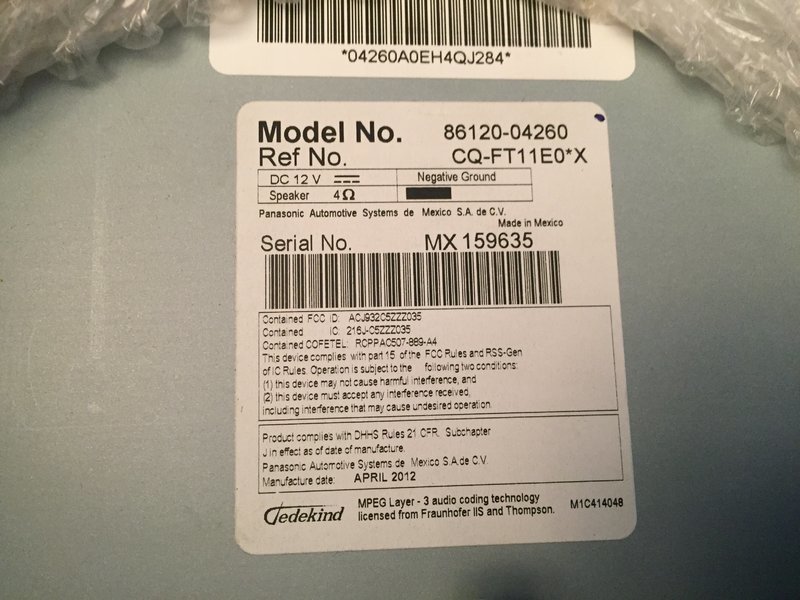 *04260A0EH4QJ284*
Model No. 86120-04260
Ref No. CQ-FT11E0*X
DC 12 V Negative Ground
Speaker 4Ω
Panasonic Automotive Systems de Mexico S.A. de C.V.
Made in Mexico
Serial No. MX 159635
Contained FCC ID: ACJ932C5ZZZ035
Contained IC: 216J-C5ZZZ035
Contained COFETEL: RCPPAC507-889-A4
This device complies with part 15 of the FCC Rules and RSS-Gen
of IC Rules. Operation is subject to the following two conditions:
(1) this device may not cause harmful interference, and
(2) this device must accept any interference received,
including interference that may cause undesired operation.
Product complies with DHHS Rules 21 CFR, Subchapter
J in effect as of date of manufacture.
Panasonic Automotive Systems de Mexico S.A. de C.V.
Manufacture date: APRIL 2012
Jedekind MPEG Layer - 3 audio coding technology
licensed from Fraunhofer IIS and Thompson. M1C414048